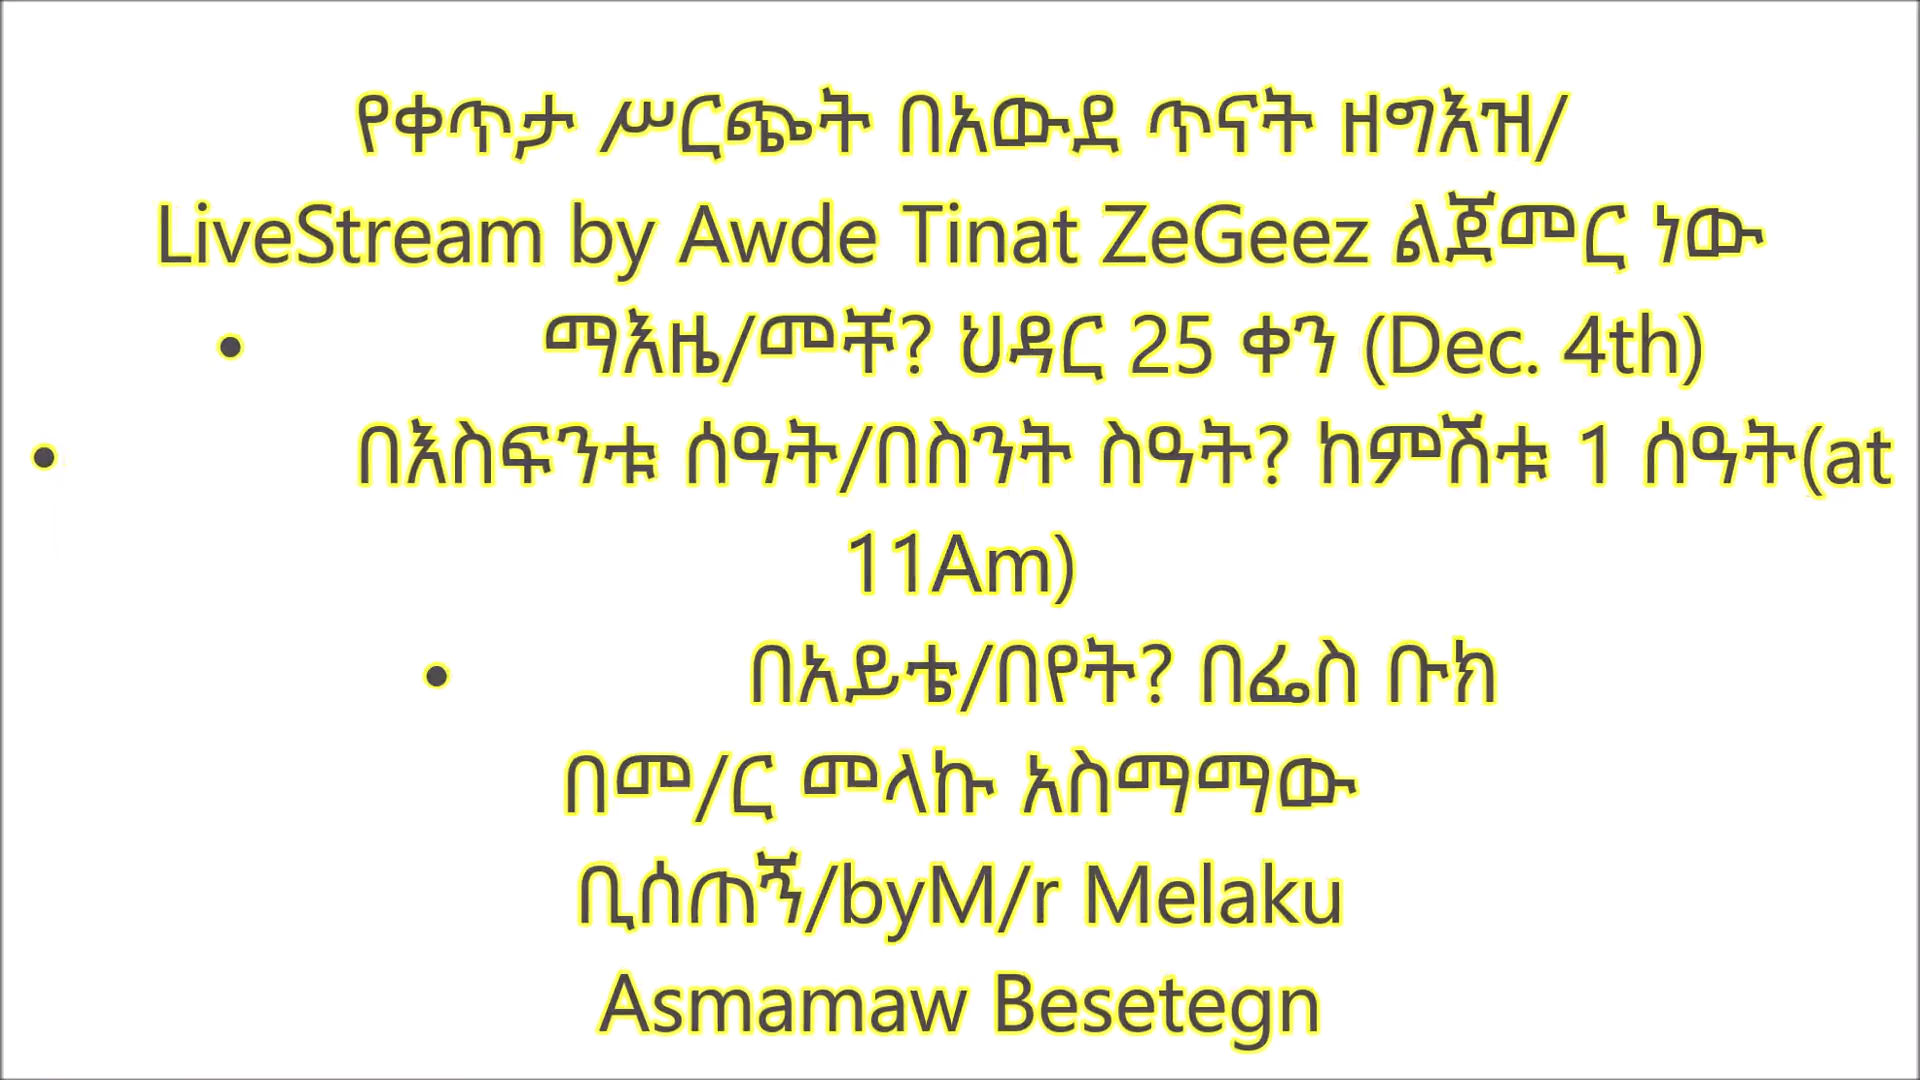 የቀጥታ ሥርጭት በአውደ ጥናት ዘግእዝ/
LiveStream by Awde Tinat ZeGeez ልጀመር ነው
• ማእዜ/መቸ? ህዳር 25 ቀን (Dec. 4th)
• በእስፍንቱ ሰዓት/በስንት ስዓት? ከምሽቱ 1 ሰዓት(at
11Am)
• በአይቴ/በየት? በፌስ ቡክ
በመ/ር መላኩ አስማማው
ቢሰጠኝ/byM/r Melaku
Asmamaw Besetegn